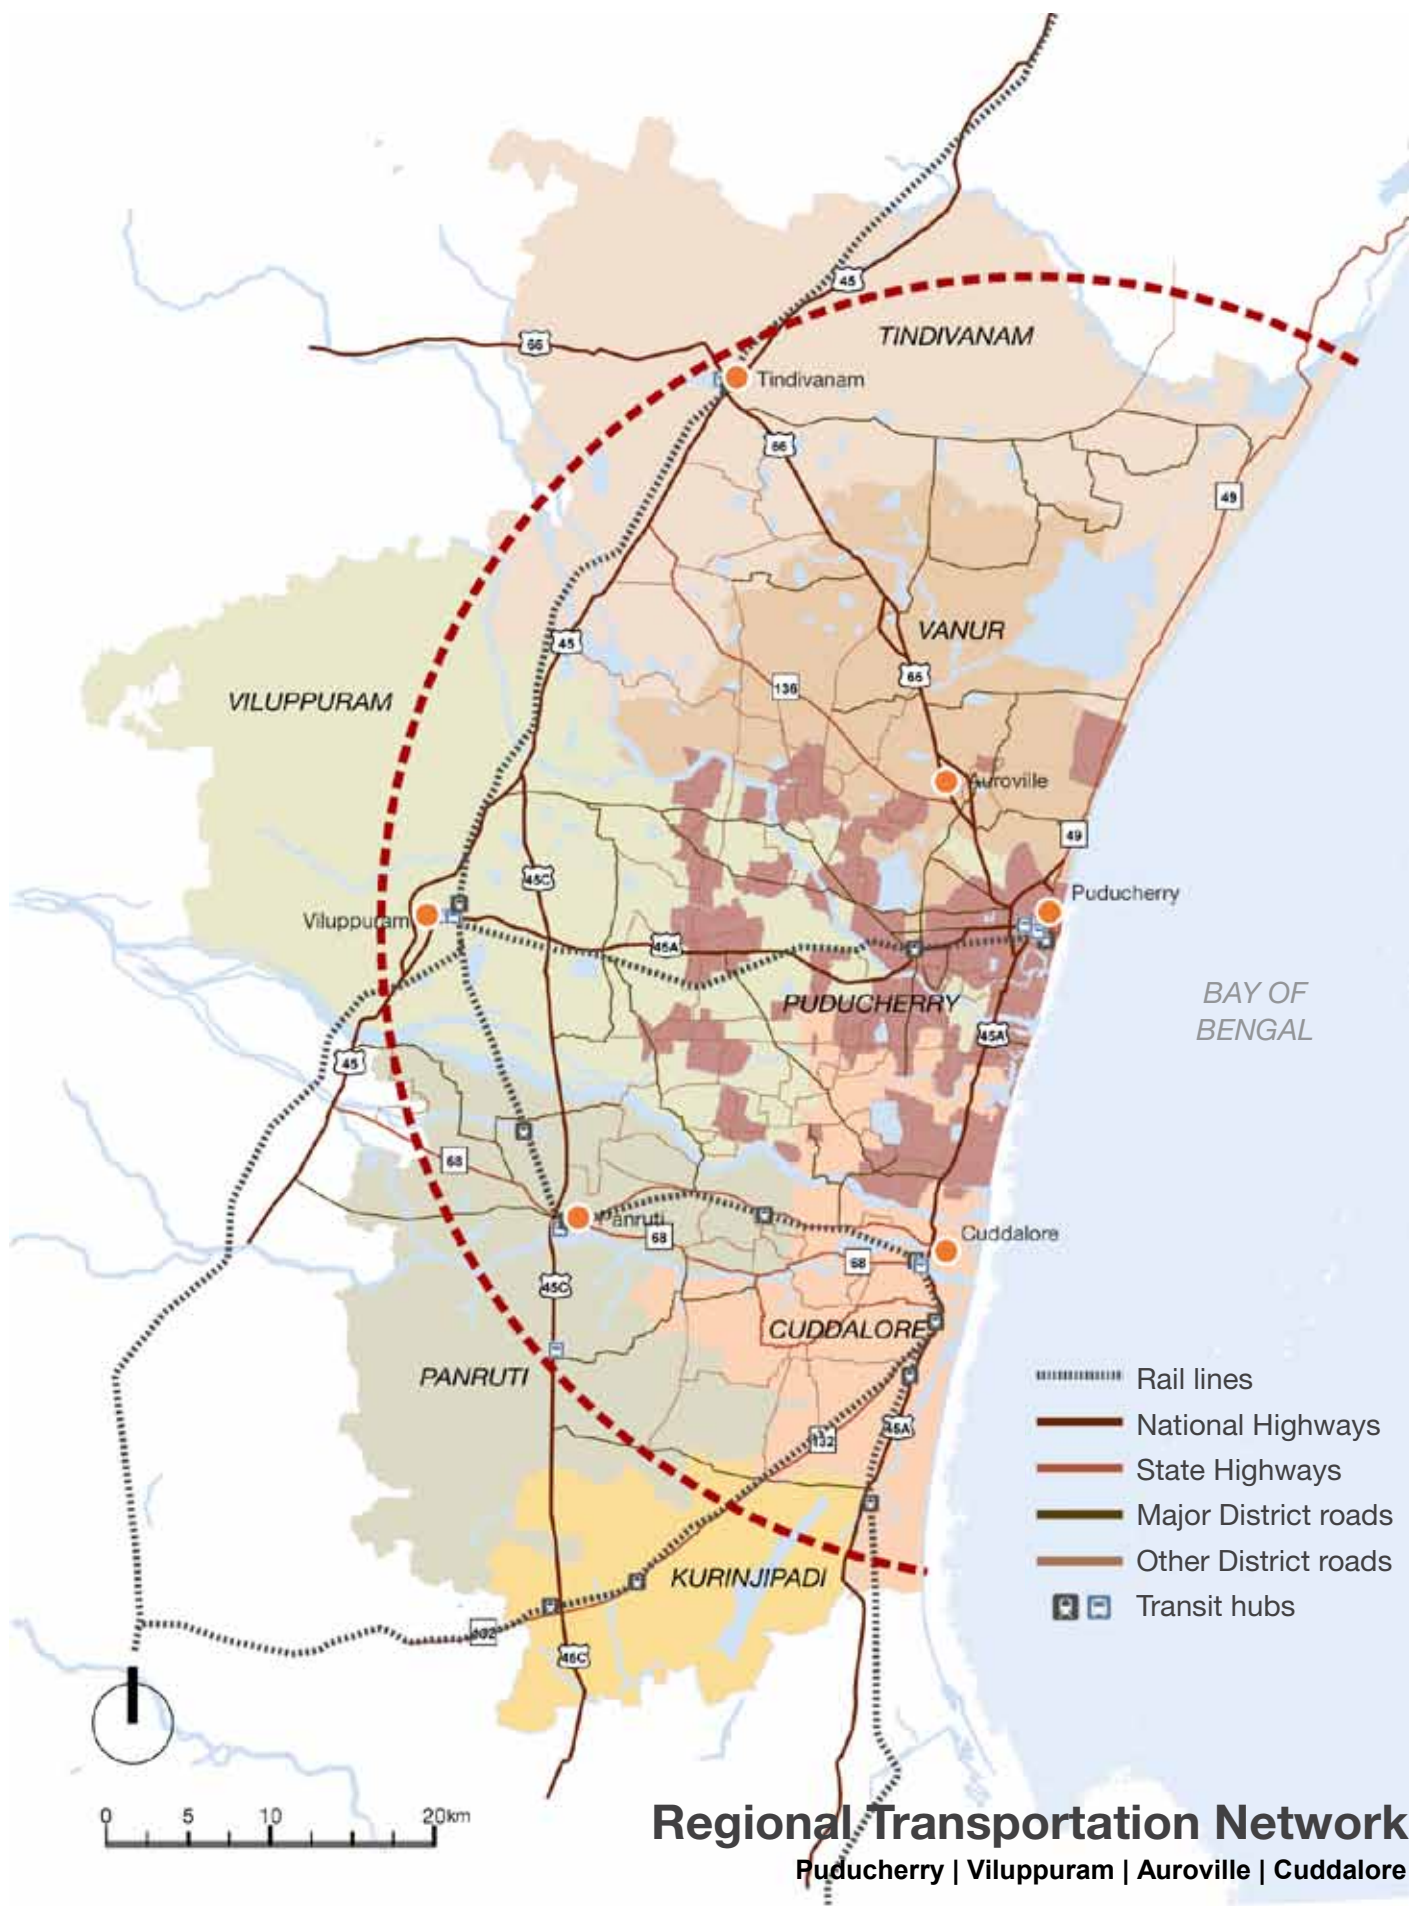 45
TINDIVANAM
66
Tindivanam
66
49
45
VANUR
66
VILUPPURAM
136
Auroville
49
45C
Puducherry
Viluppuram
45A
PUDUCHERRY
BAY OF
BENGAL
45A
45
68
Panruti
68
Cuddalore
68
45C
CUDDALORE
PANRUTI
Rail lines
45A
National Highways
132
State Highways
Major District roads
Other District roads
KURINJIPADI
Transit hubs
45C
0 5 10 20km
Regional Transportation Network
Puducherry | Viluppuram | Auroville | Cuddalore